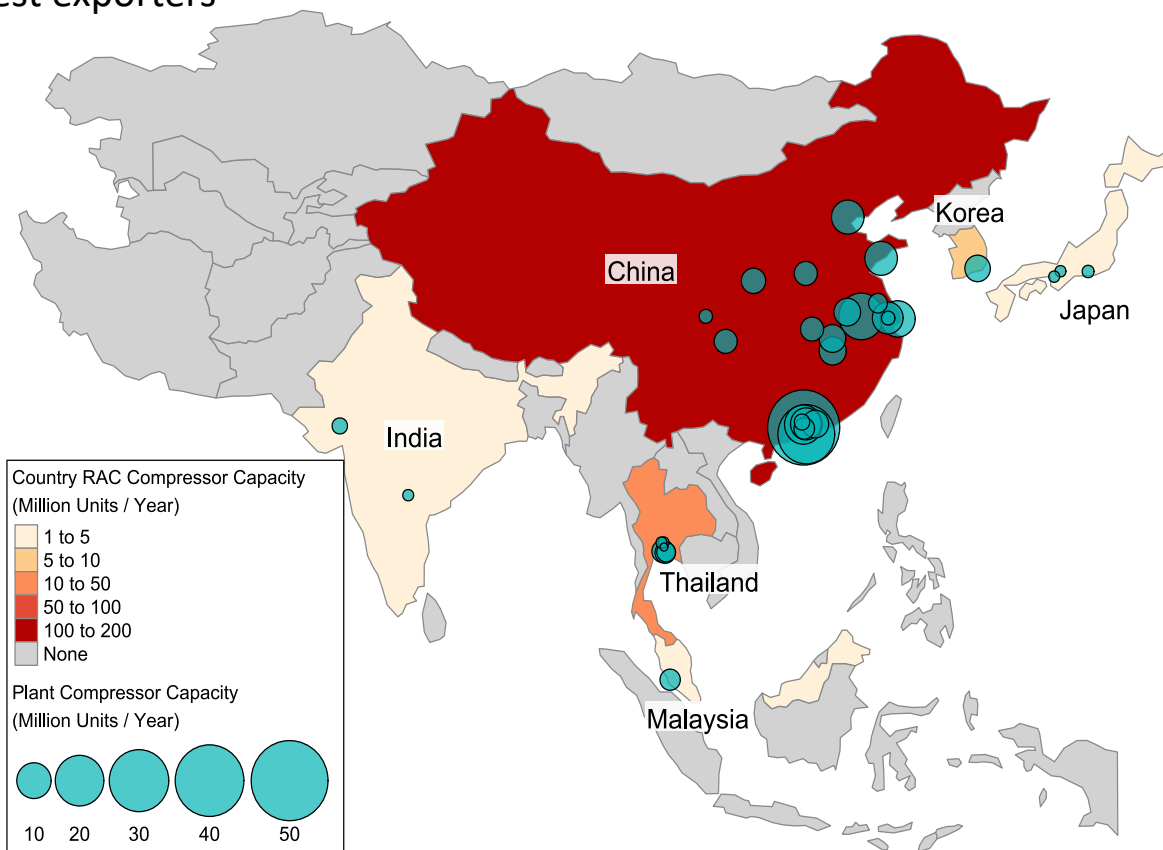 exporters
Korea
China
Japan
India
Country RAC Compressor Capacity
(Million Units / Year)
1 to 5
5 to 10
10 to 50
50 to 100
100 to 200
None
Thailand
Plant Compressor Capacity
(Million Units / Year)
Malaysia
10 20 30 40 50